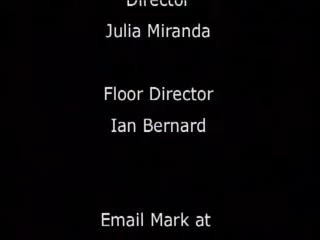 Director
Julia Miranda
Floor Director
Ian Bernard
Email Mark at